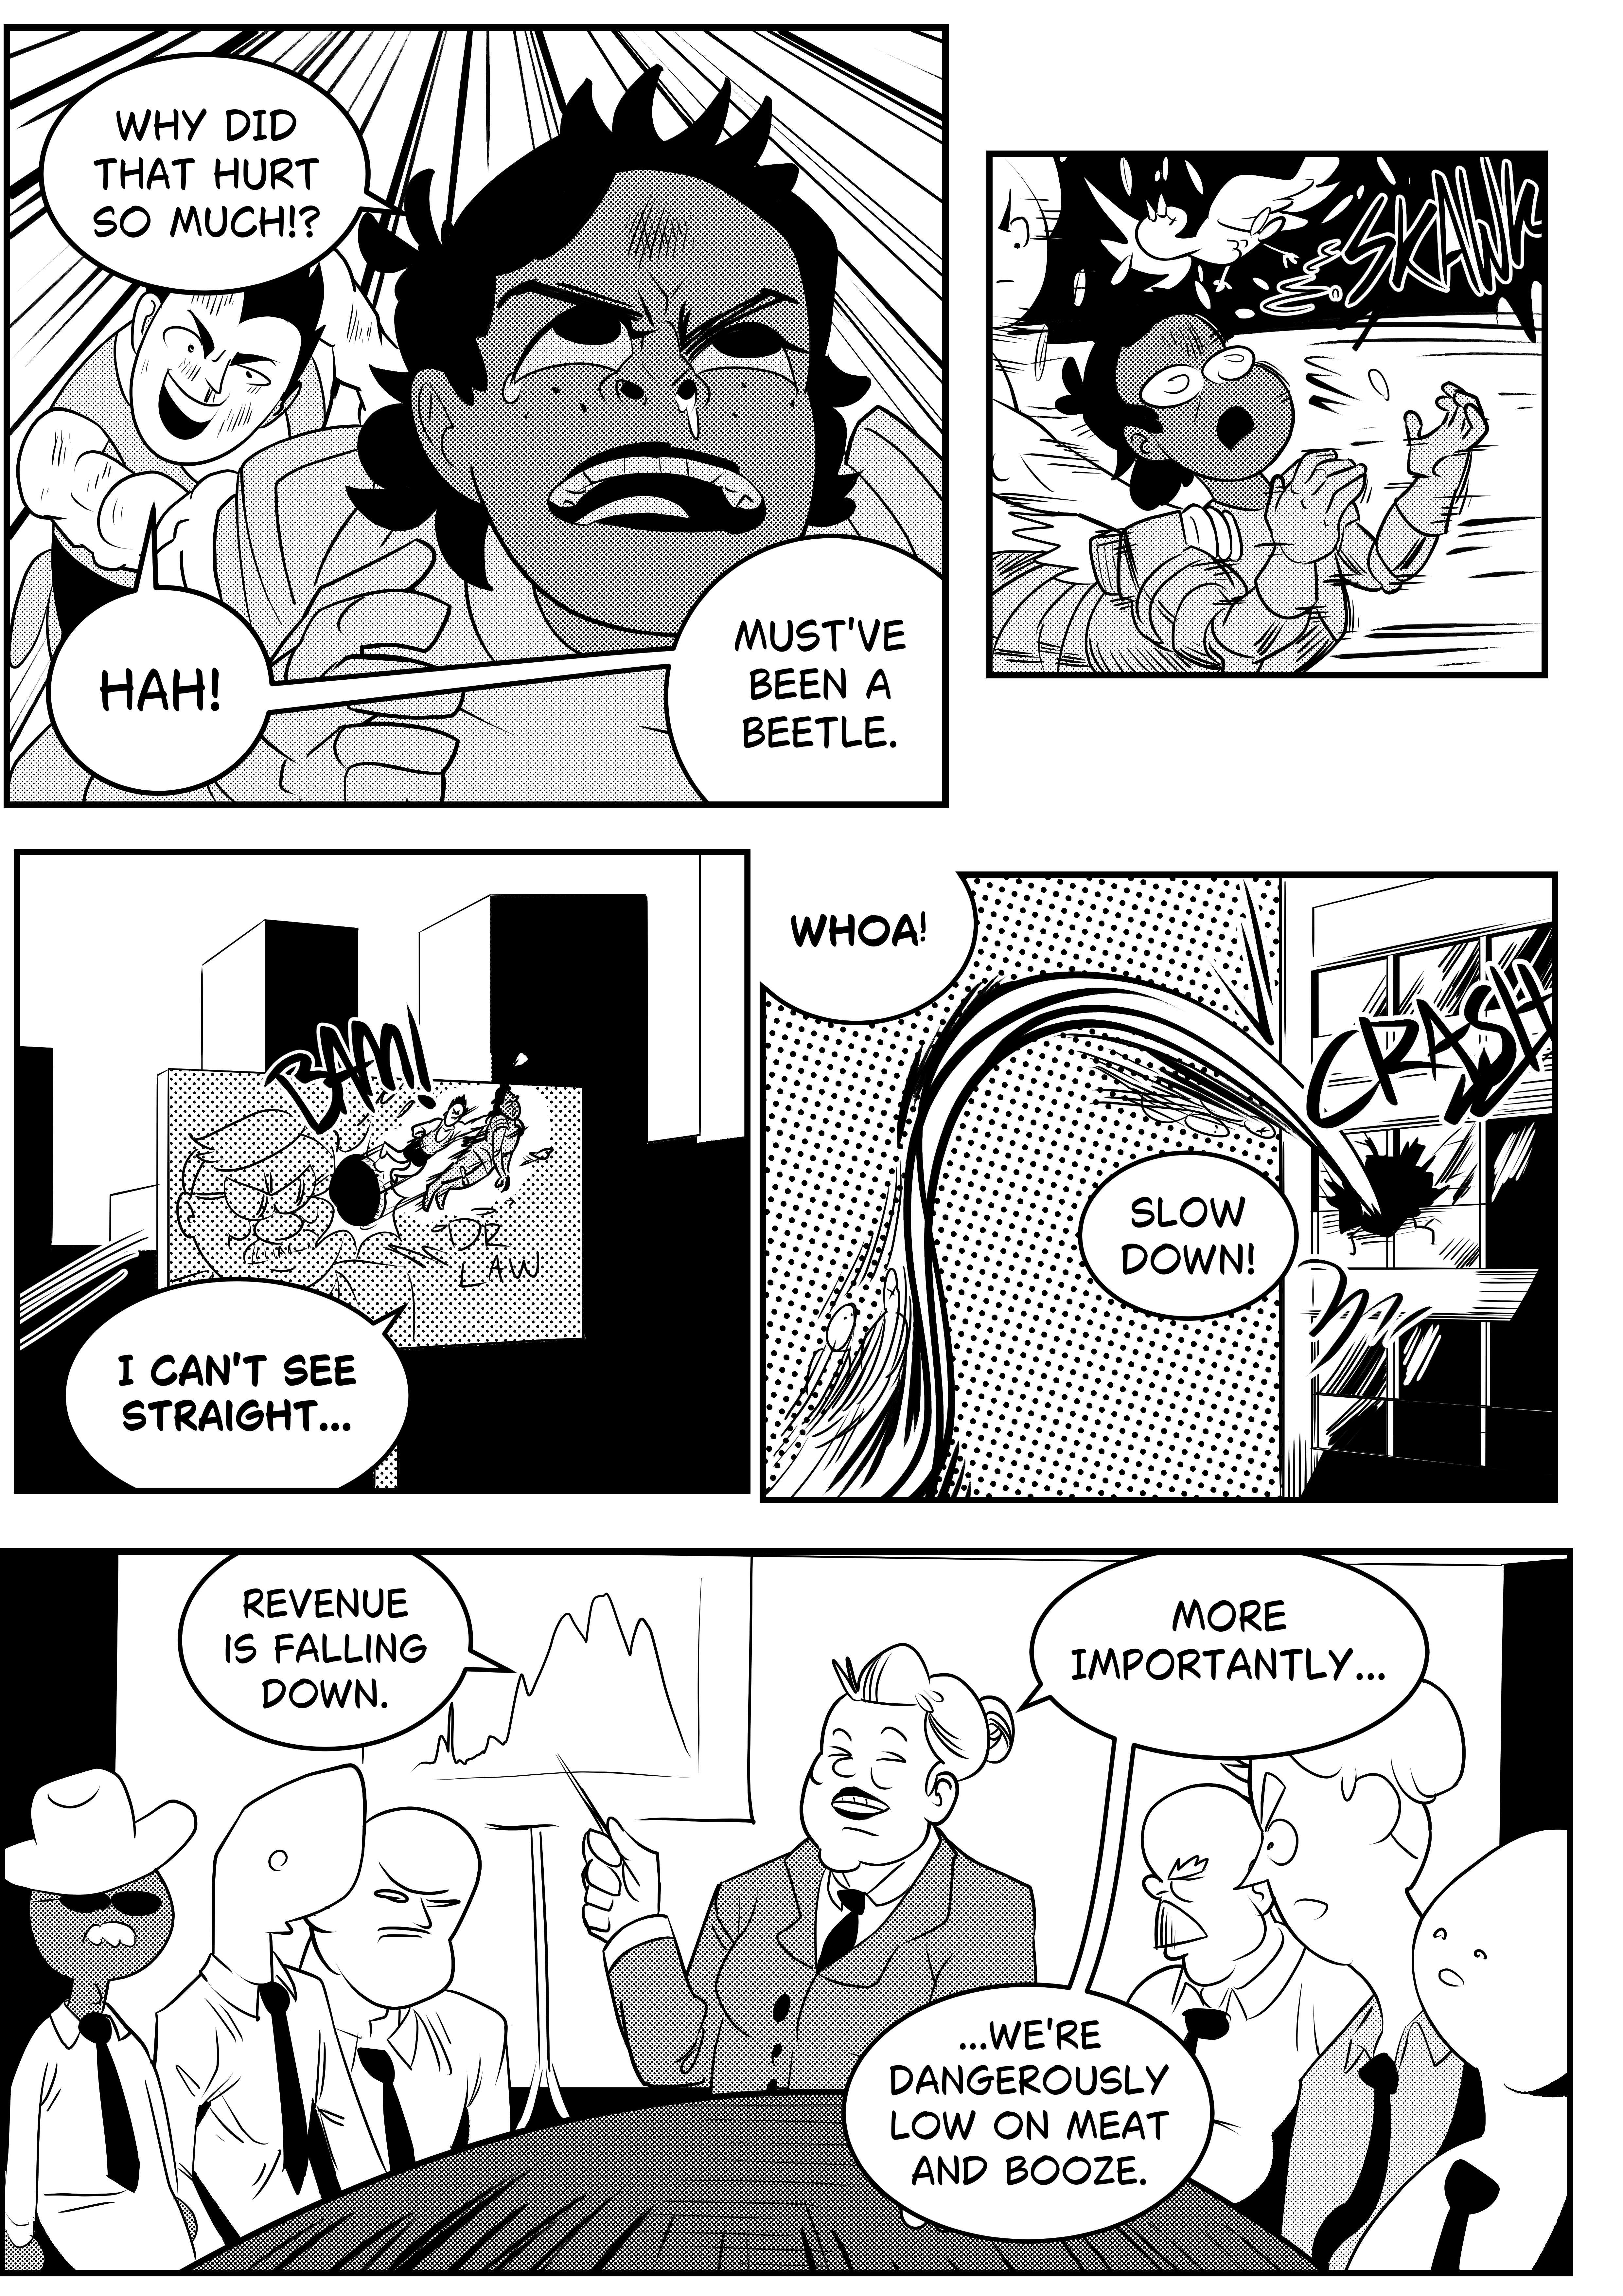 WHY DID
THAT HURT
SO MUCH!?
HAH!
MUST'VE
BEEN A
BEETLE.
SKAWK
BAM!
DR
LAW
I CAN'T SEE
STRAIGHT...
WHOA!
CRASH
SLOW
DOWN!
REVENUE
IS FALLING
DOWN.
MORE
IMPORTANTLY...
...WE'RE
DANGEROUSLY
LOW ON MEAT
AND BOOZE.